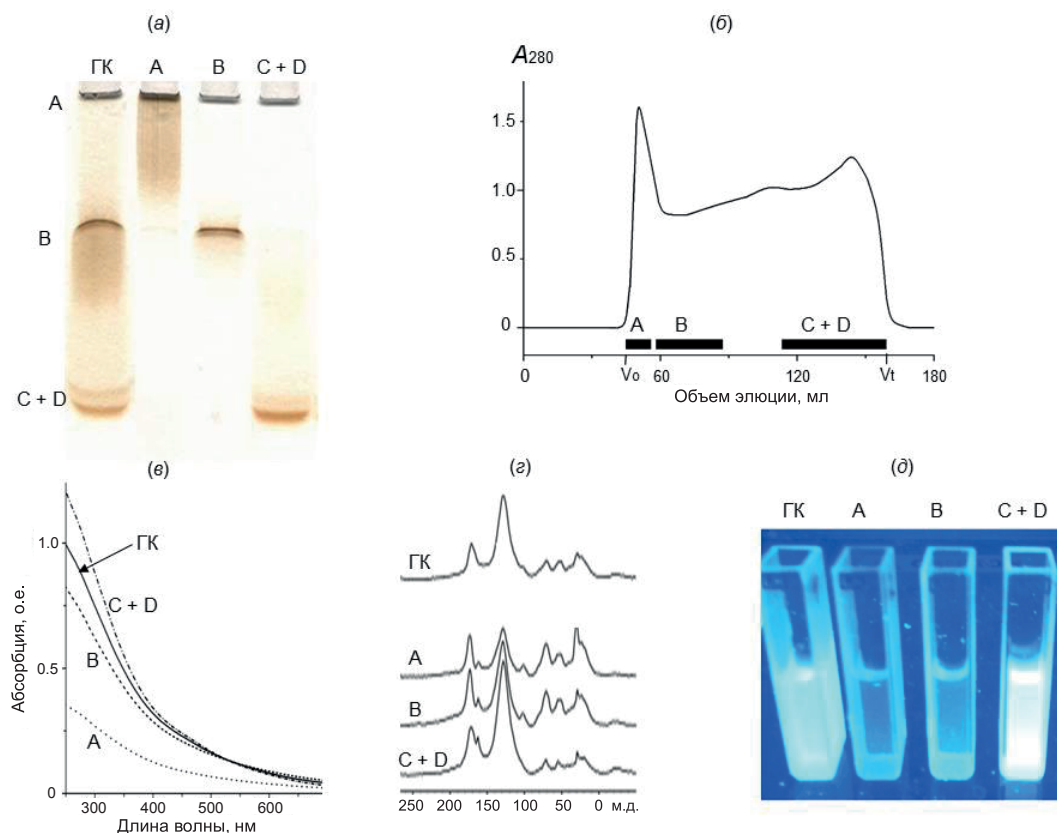 (а)
ГК A B C + D
A
B
C + D
(б)
A280
1.5
1.0
0.5
0
A B C + D
0 Vo 60 120 Vt 180
Объем элюции, мл
(в)
1.0
0.5
0
ГК
C + D
B
A
Абсорбция, о.е.
300 400 500 600
Длина волны, нм
(г)
ГК
A
B
C + D
250 200 150 100 50 0 м.д.
(д)
ГК A B C + D